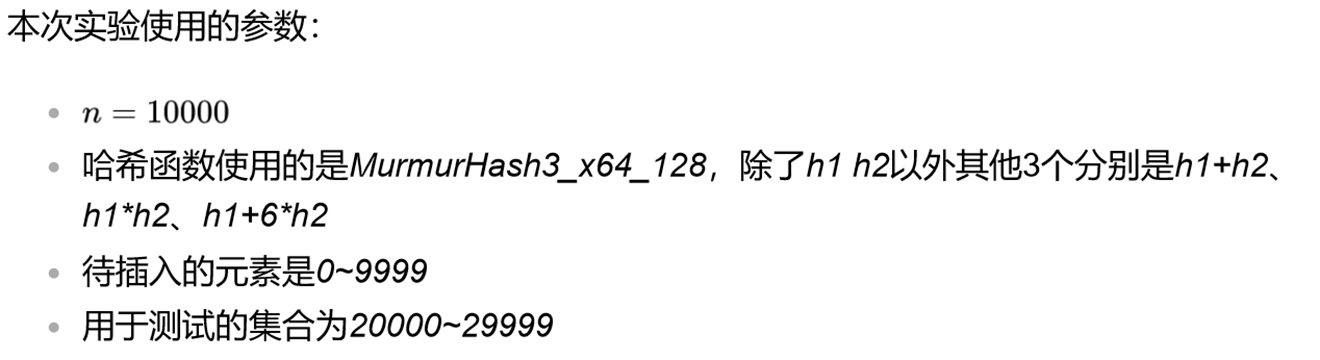 本次实验使用的参数：
n = 10000
哈希函数使用的是MurmurHash3_x64_128，除了h1 h2以外其他3个分别是h1+h2、
h1*h2、h1+6*h2
待插入的元素是0~9999
用于测试的集合为20000~29999